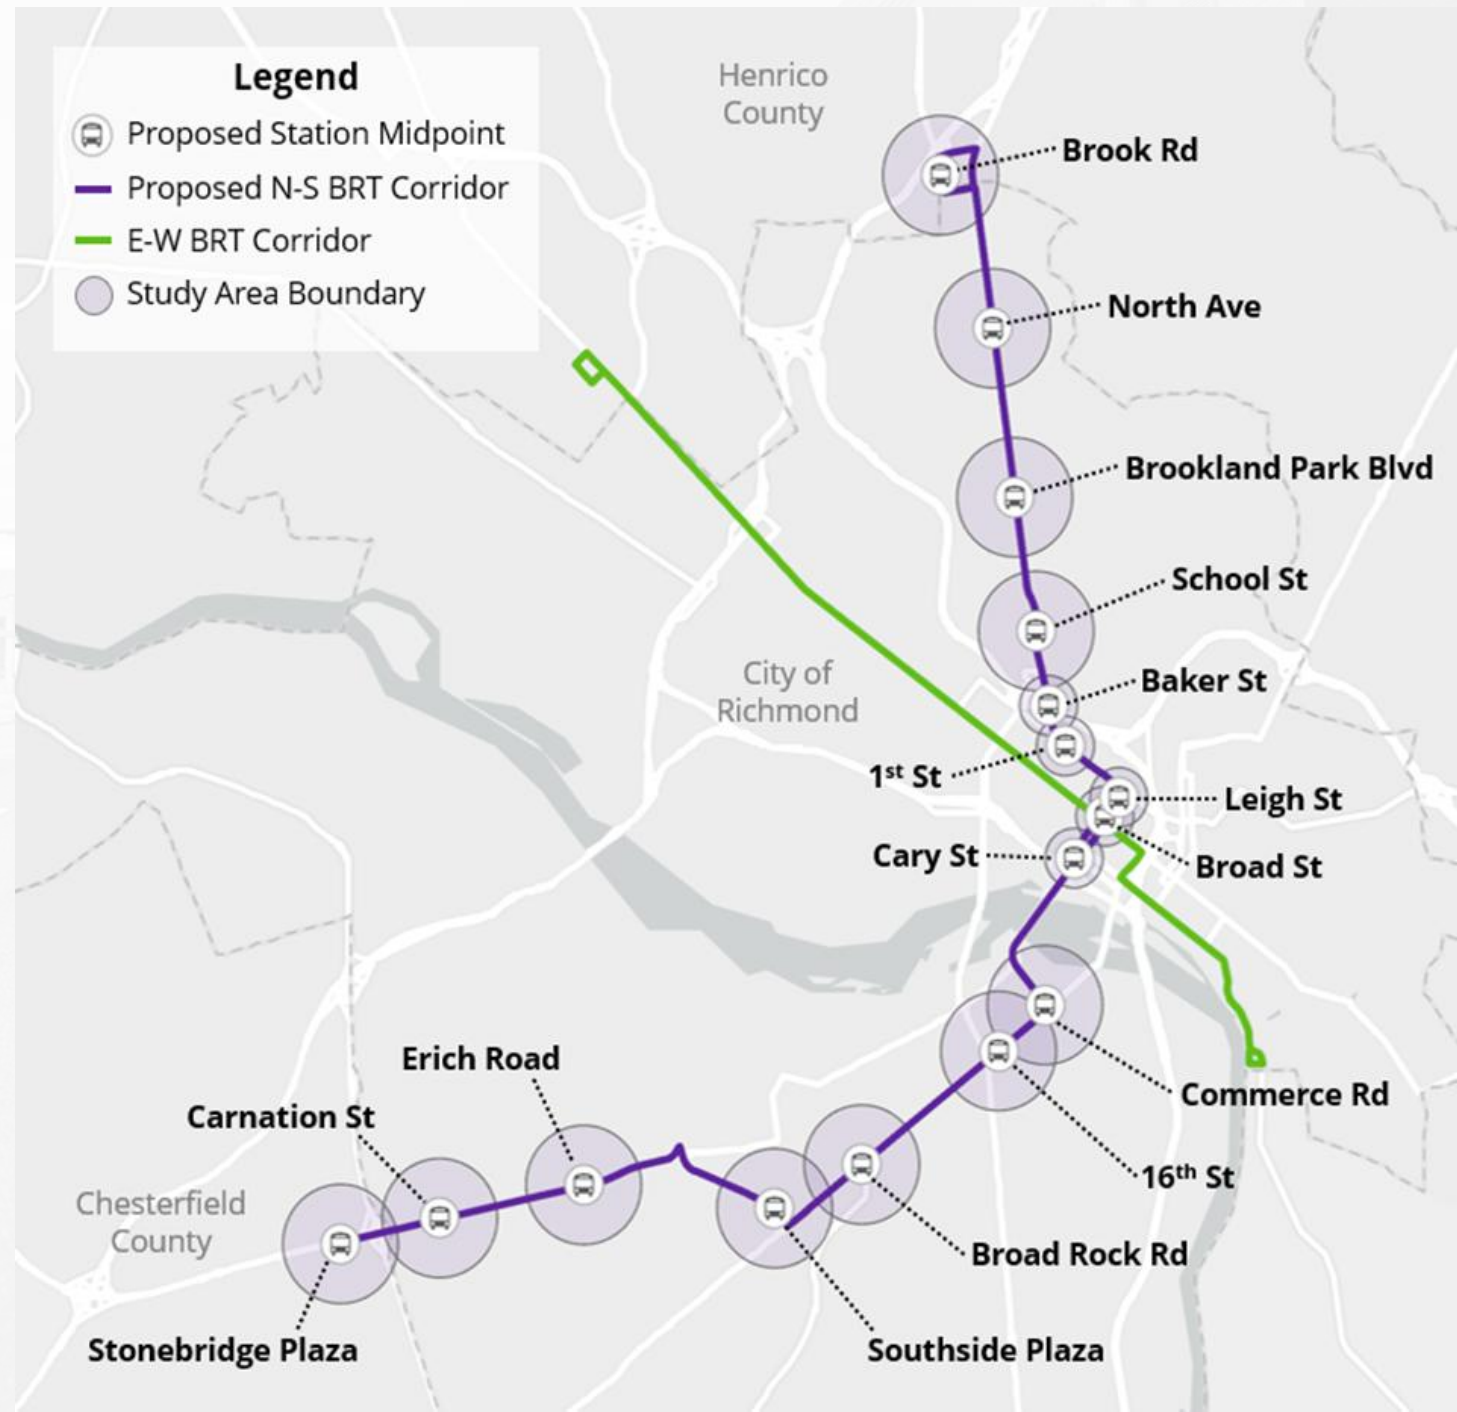 Legend
Proposed Station Midpoint
Proposed N-S BRT Corridor
E-W BRT Corridor
Study Area Boundary
Henrico
County
Brook Rd
North Ave
Brookland Park Blvd
School St
City of
Richmond
Baker St
1st St
Leigh St
Cary St
Broad St
Erich Road
Commerce Rd
Carnation St
16th St
Chesterfield
County
Broad Rock Rd
Stonebridge Plaza
Southside Plaza